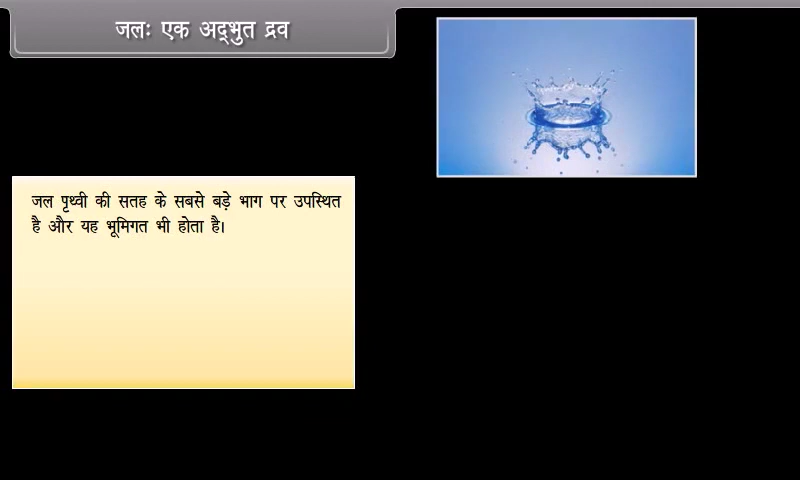 जलः एक अद्‌भुत द्रव
जल पृथ्वी की सतह के सबसे बड़े भाग पर उपस्थित
है और यह भूमिगत भी होता है।